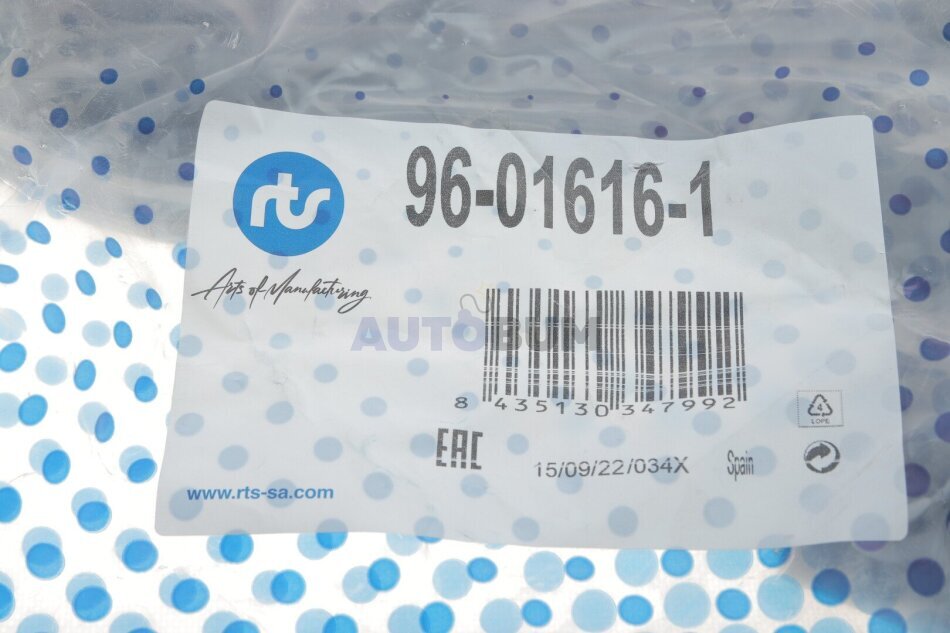 rts
96-01616-1
Arts of Manufacturing
AUTOBUM
8 435130 347992
4
LDPE
EAC
15/09/22/034X
Spain
www.rts-sa.com